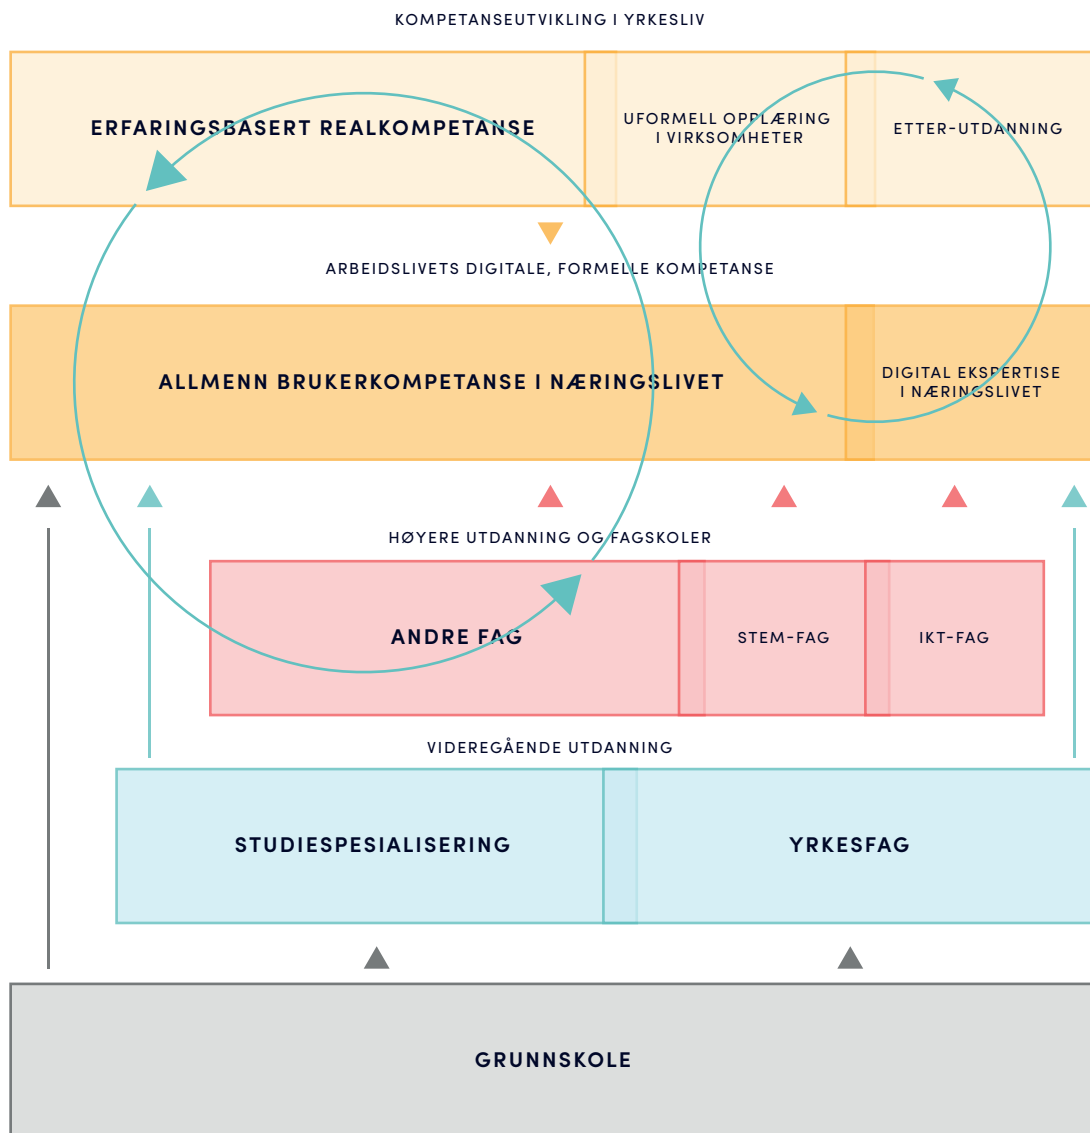 KOMPETANSEUTVIKLING I YRKESLIV
ERFARINGSBASERT REALKOMPETANSE
UFORMELL OPPLÆRING
I VIRKSOMHETER
ETTER-UTDANNING
ARBEIDSLIVETS DIGITALE, FORMELLE KOMPETANSE
ALLMENN BRUKERKOMPETANSE I NÆRINGSLIVET
DIGITAL EKSPERTISE
I NÆRINGSLIVET
HØYERE UTDANNING OG FAGSKOLER
ANDRE FAG
STEM-FAG
IKT-FAG
VIDEREGÅENDE UTDANNING
STUDIESPESIALISERING
YRKESFAG
GRUNNSKOLE